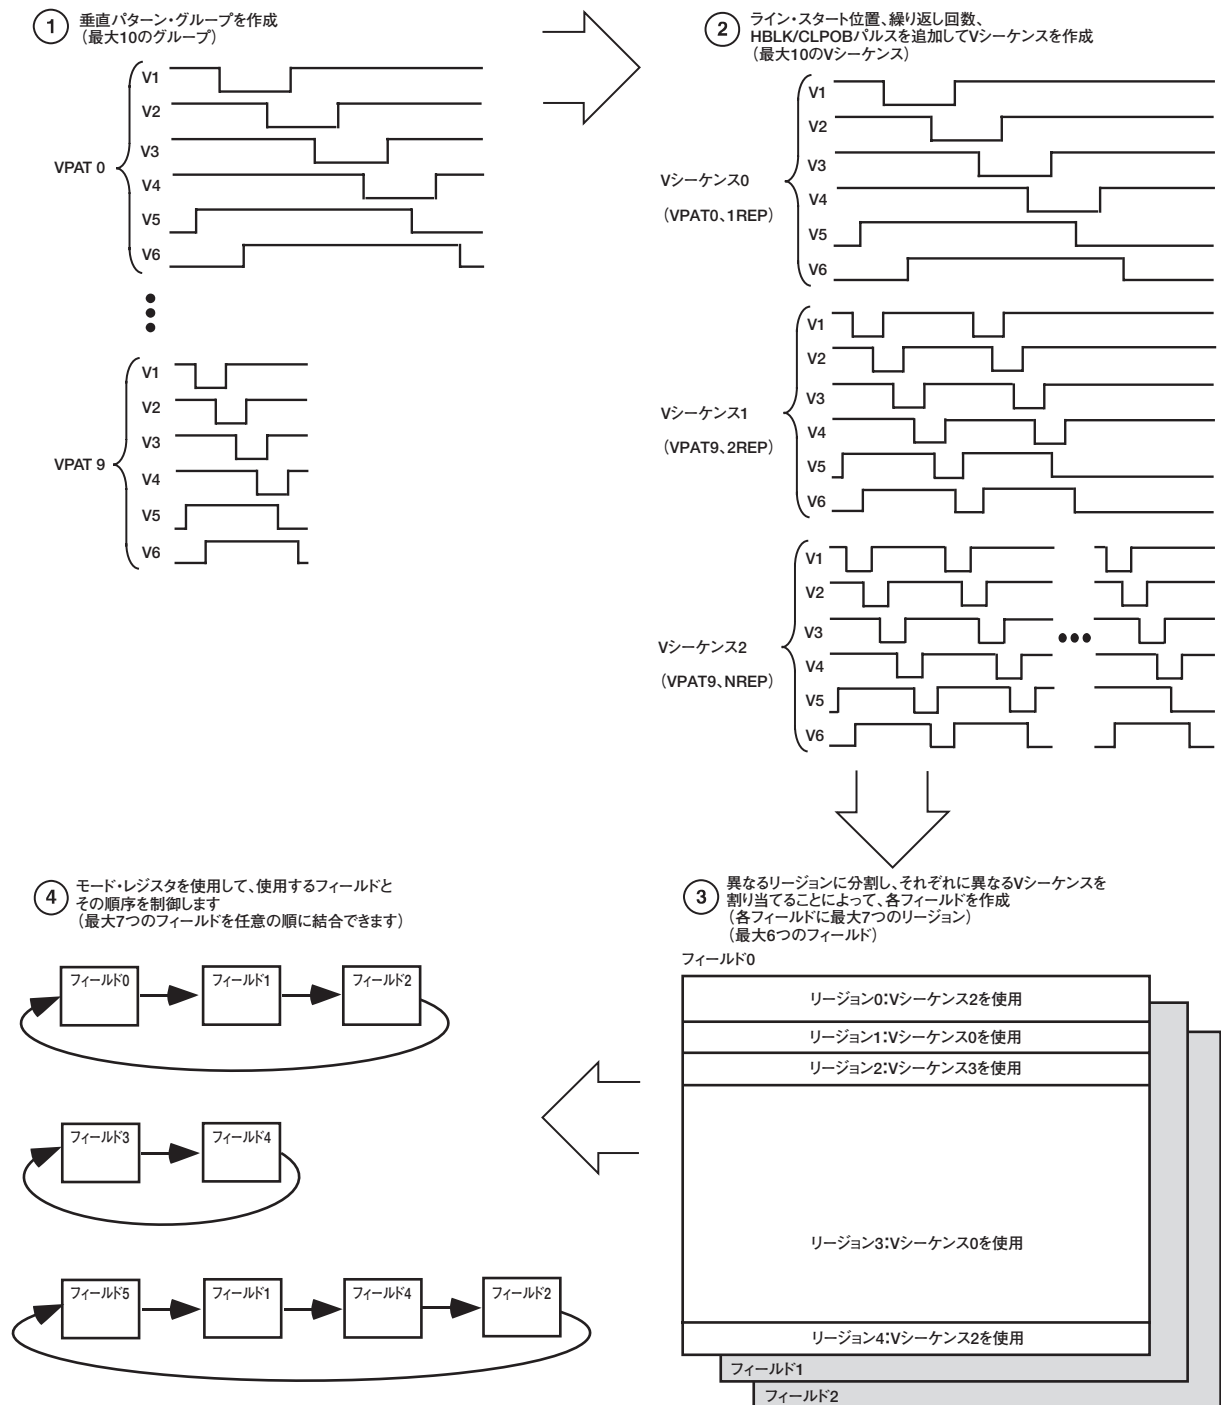 1 垂直パターン・グループを作成
（最大10のグループ）
VPAT 0
V1
V2
V3
V4
V5
V6
VPAT 9
V1
V2
V3
V4
V5
V6
2 ライン・スタート位置、繰り返し回数、
HBLK/CLPOBパルスを追加してVシーケンスを作成
（最大10のVシーケンス）
Vシーケンス0
（VPAT0、1REP）
V1
V2
V3
V4
V5
V6
Vシーケンス1
（VPAT9、2REP）
V1
V2
V3
V4
V5
V6
Vシーケンス2
（VPAT9、NREP）
V1
V2
V3
V4
V5
V6
3 異なるリージョンに分割し、それぞれに異なるVシーケンスを
割り当てることによって、各フィールドを作成
（各フィールドに最大7つのリージョン）
（最大6つのフィールド）
フィールド0
リージョン0：Vシーケンス2を使用
リージョン1：Vシーケンス0を使用
リージョン2：Vシーケンス3を使用
リージョン3：Vシーケンス0を使用
リージョン4：Vシーケンス2を使用
フィールド1
フィールド2
4 モード・レジスタを使用して、使用するフィールドと
その順序を制御します
（最大7つのフィールドを任意の順に結合できます）
フィールド0 フィールド1 フィールド2
フィールド3 フィールド4
フィールド5 フィールド1 フィールド4 フィールド2